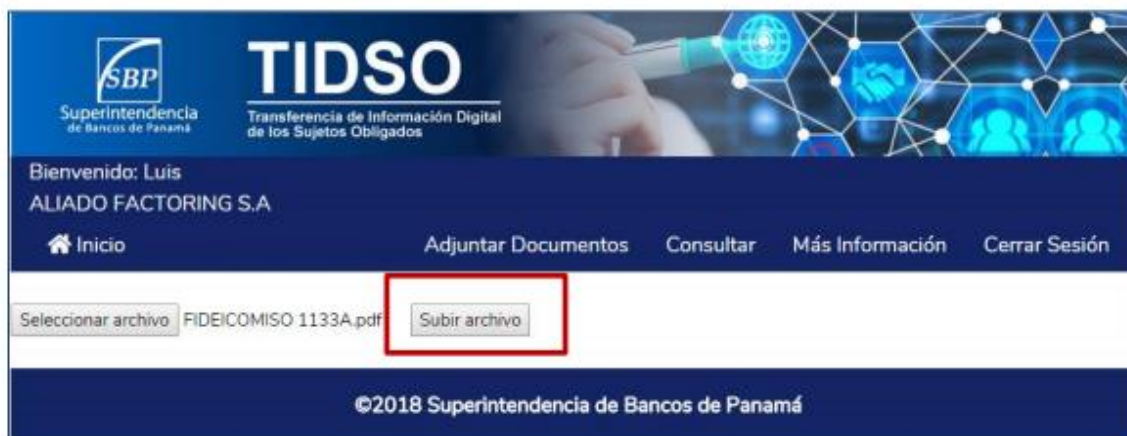 SBP
Superintendencia
de Bancos de Panamá
TIDSO
Transferencia de Información Digital
de los Sujetos Obligados
Bienvenido: Luis
ALIADO FACTORING S.A
Inicio Adjuntar Documentos Consultar Más Información Cerrar Sesión
Seleccionar archivo FIDEICOMISO 1133A.pdf Subir archivo
©2018 Superintendencia de Bancos de Panamá